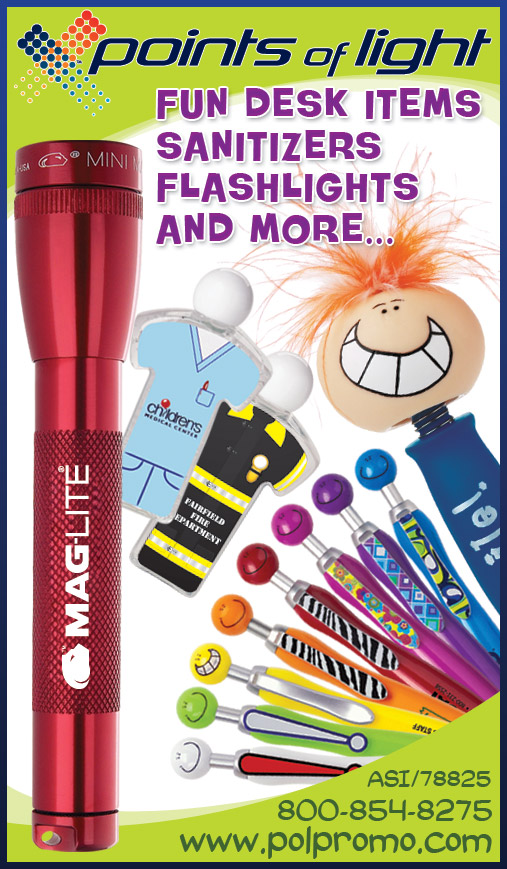 points of light
FUN DESK ITEMS
SANITIZERS
FLASHLIGHTS
AND MORE...
MINI
MAG-LITE®
children's
MEDICAL CENTER
FAIRFIELD
FIRE
DEPARTMENT
STAFF
ASI/78825
800-854-8275
www.polpromo.com